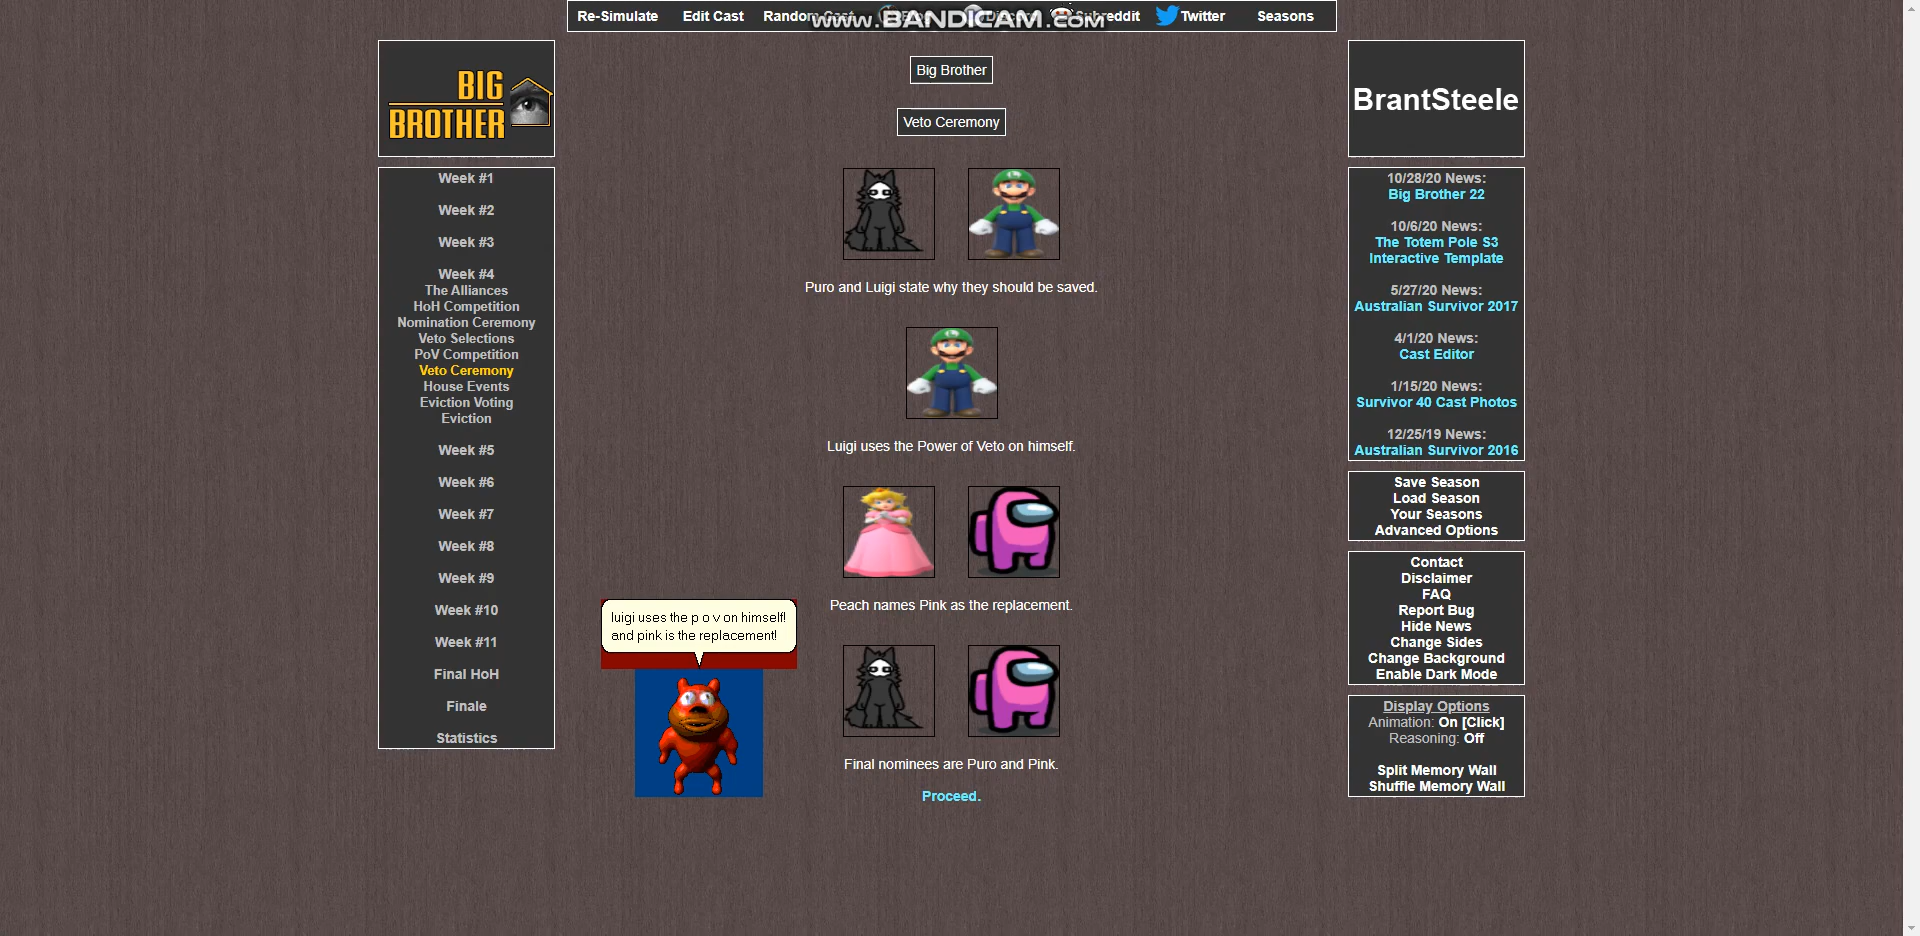 Re-Simulate Edit Cast Random Cast Discord Subreddit Twitter Seasons
www.BANDICAM.com
BIG
BROTHER
Week #1
Week #2
Week #3
Week #4
The Alliances
HoH Competition
Nomination Ceremony
Veto Selections
PoV Competition
Veto Ceremony
House Events
Eviction Voting
Eviction
Week #5
Week #6
Week #7
Week #8
Week #9
Week #10
Week #11
Final HoH
Finale
Statistics
Big Brother
Veto Ceremony
Puro and Luigi state why they should be saved.
Luigi uses the Power of Veto on himself.
Peach names Pink as the replacement.
luigi uses the p o v on himself!
and pink is the replacement!
Final nominees are Puro and Pink.
Proceed.
BrantSteele
10/28/20 News:
Big Brother 22
10/6/20 News:
The Totem Pole S3
Interactive Template
5/27/20 News:
Australian Survivor 2017
4/1/20 News:
Cast Editor
1/15/20 News:
Survivor 40 Cast Photos
12/25/19 News:
Australian Survivor 2016
Save Season
Load Season
Your Seasons
Advanced Options
Contact
Disclaimer
FAQ
Report Bug
Hide News
Change Sides
Change Background
Enable Dark Mode
Display Options
Animation: On [Click]
Reasoning: Off
Split Memory Wall
Shuffle Memory Wall